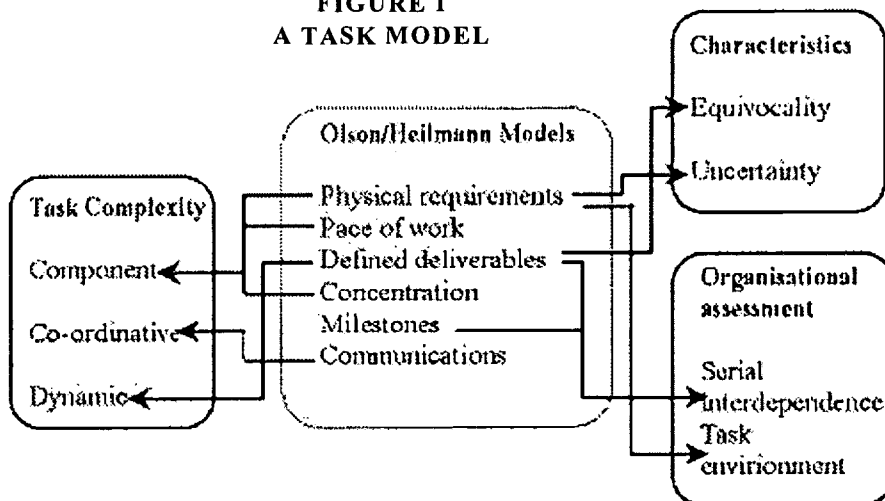 FIGURE 1
A TASK MODEL
Task Complexity
Component
Co-ordinative
Dynamic
Olson/Heilmann Models
Physical requirements
Pace of work
Defined deliverables
Concentration
Milestones
Communications
Characteristics
Equivocality
Uncertainty
Organisational
assessment
Serial
interdependence
Task
envirionment